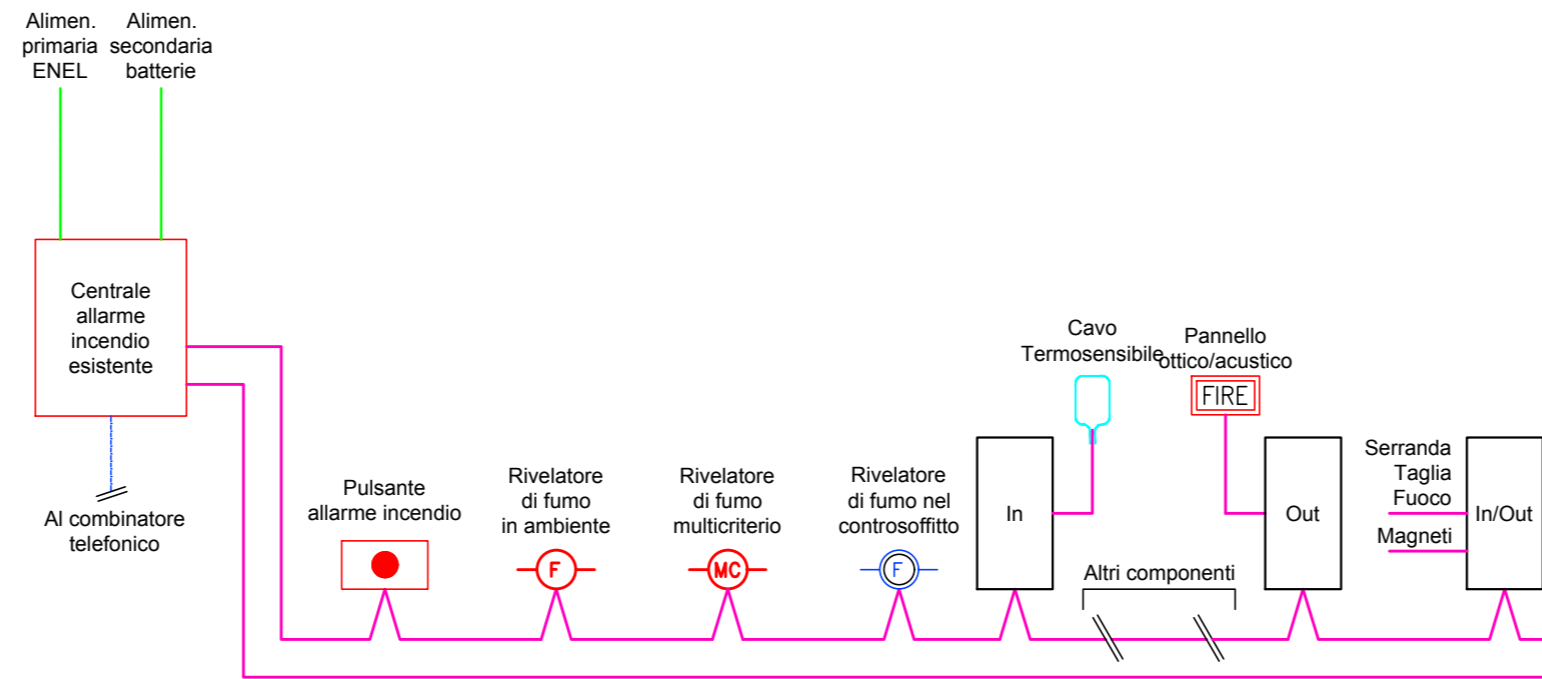 Alimen.
primaria
ENEL
Alimen.
secondaria
batterie
Centrale
allarme
incendio
esistente
Al combinatore
telefonico
Pulsante
allarme incendio
Rivelatore
di fumo
in ambiente
F
Rivelatore
di fumo
multicriterio
MC
Rivelatore
di fumo nel
controsoffitto
F
In
Cavo
Termosensibile
Pannello
ottico/acustico
FIRE
Altri componenti
Out
Serranda
Taglia
Fuoco
Magneti
In/Out